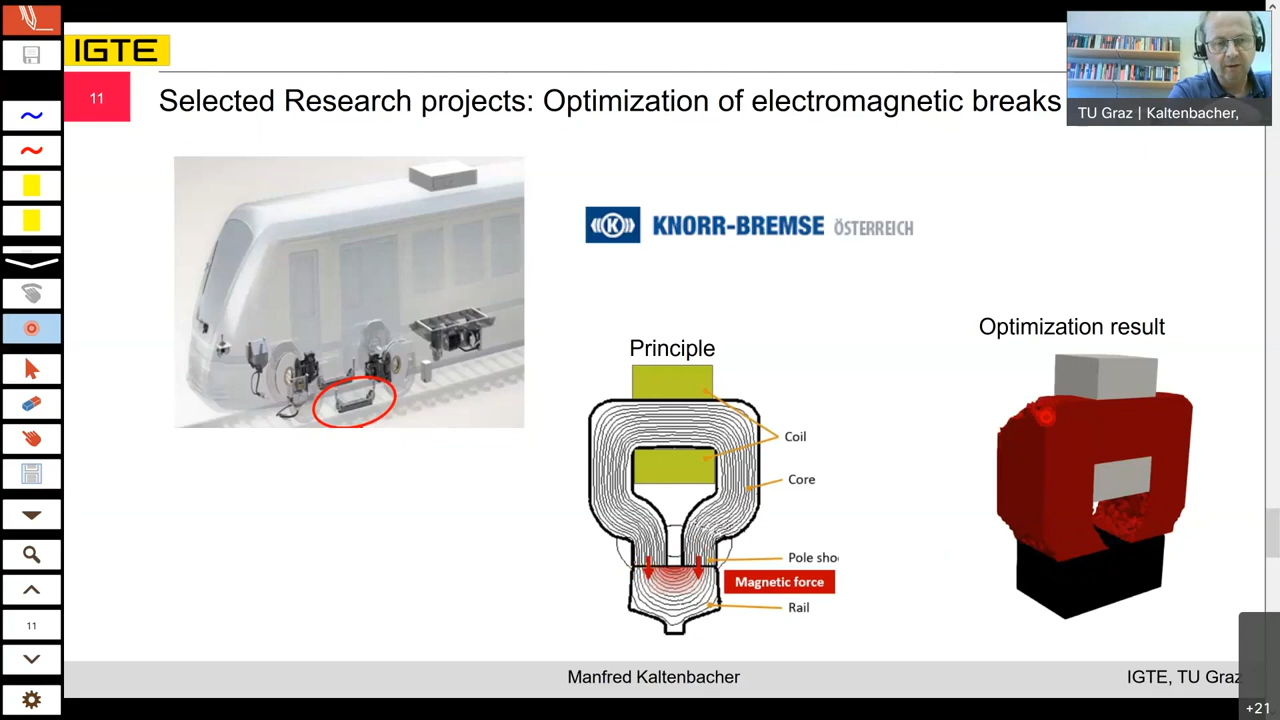 IGTE
11
Selected Research projects: Optimization of electromagnetic breaks
TU Graz | Kaltenbacher,
KNORR-BREMSE ÖSTERREICH
Optimization result
Principle
Coil
Core
Pole sho
Magnetic force
Rail
11
Manfred Kaltenbacher
IGTE, TU Graz
+21